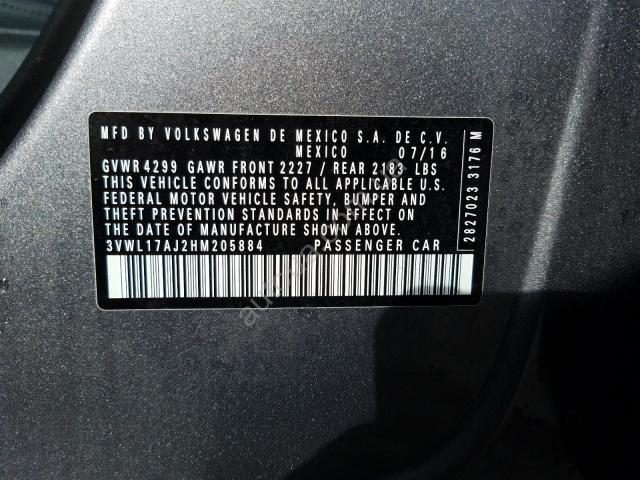 MFD BY VOLKSWAGEN DE MEXICO S.A. DE C.V.
MEXICO 07/16
GVWR 4299 GAWR FRONT 2227 / REAR 2183 LBS
THIS VEHICLE CONFORMS TO ALL APPLICABLE U.S.
FEDERAL MOTOR VEHICLE SAFETY, BUMPER AND
THEFT PREVENTION STANDARDS IN EFFECT ON
THE DATE OF MANUFACTURE SHOWN ABOVE.
3VWL17AJ2HM205884 PASSENGER CAR
2827023 3176 M